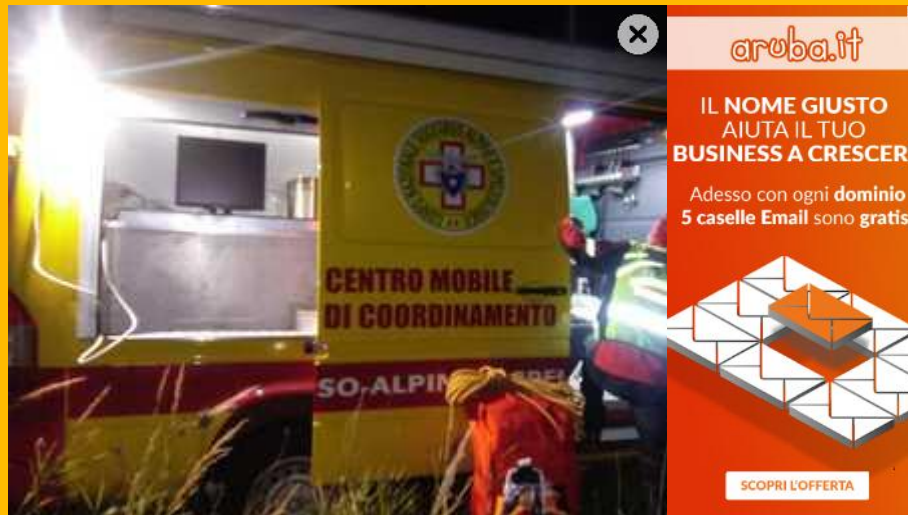 CENTRO MOBILE
DI COORDINAMENTO
SO-ALPIN
aruba.it
IL NOME GIUSTO
AIUTA IL TUO
BUSINESS A CRESCER
Adesso con ogni dominio
5 caselle Email sono gratis
SCOPRI L'OFFERTA